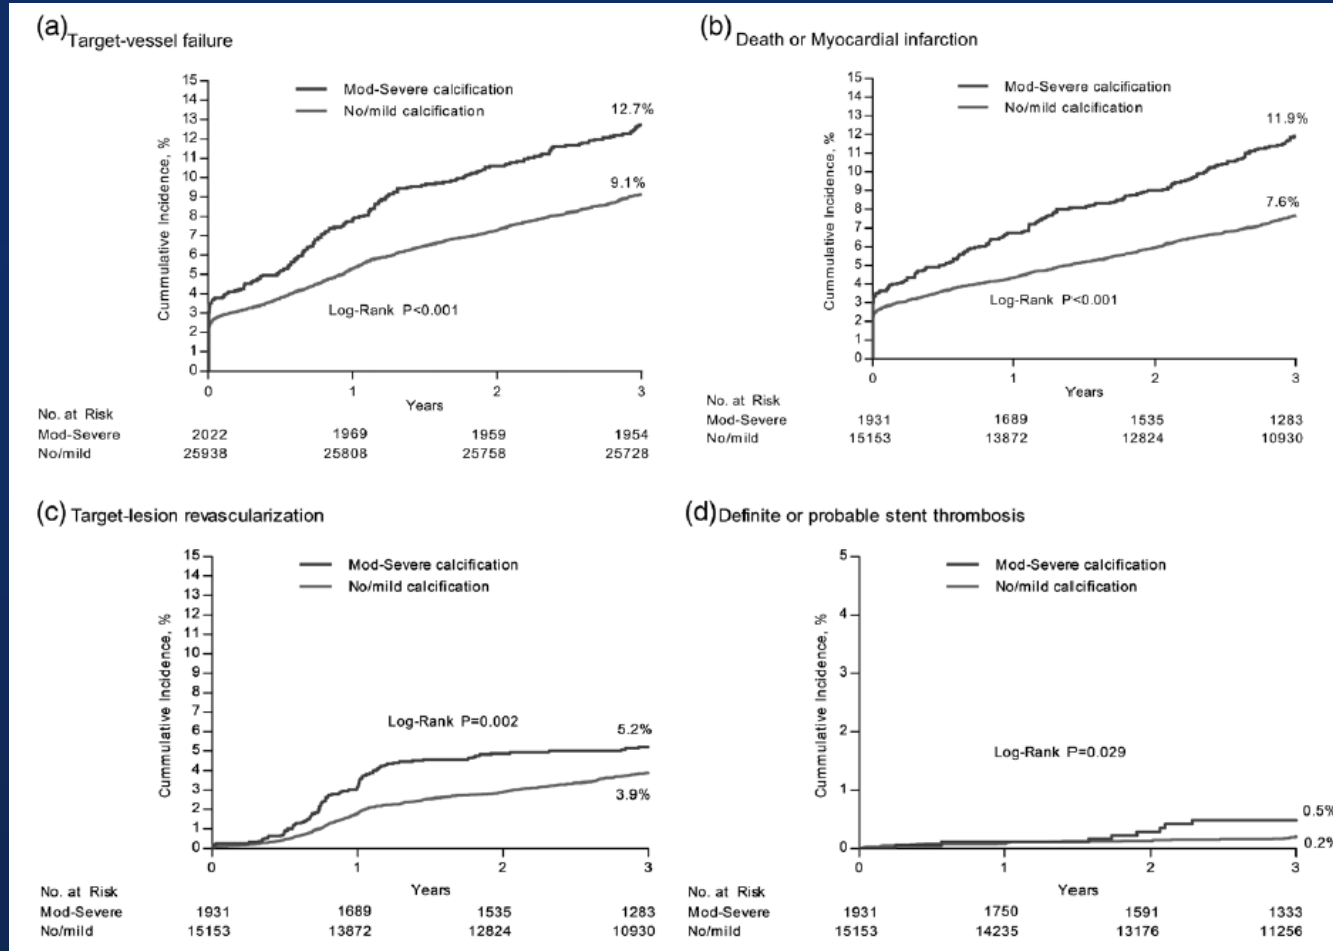 (a) Target-vessel failure
15
14
13
12
11
10
9
8
7
6
5
4
3
2
1
0
Cummulative Incidence, %
Mod-Severe calcification
No/mild calcification
12.7%
9.1%
Log-Rank P<0.001
0 1 2 3
Years
No. at Risk
Mod-Severe 2022 1969 1959 1954
No/mild 25938 25808 25758 25728
(b) Death or Myocardial infarction
15
14
13
12
11
10
9
8
7
6
5
4
3
2
1
0
Cummulative Incidence, %
Mod-Severe calcification
No/mild calcification
11.9%
7.6%
Log-Rank P<0.001
0 1 2 3
Years
No. at Risk
Mod-Severe 1931 1689 1535 1283
No/mild 15153 13872 12824 10930
(c) Target-lesion revascularization
15
14
13
12
11
10
9
8
7
6
5
4
3
2
1
0
Cummulative Incidence, %
Mod-Severe calcification
No/mild calcification
Log-Rank P=0.002
5.2%
3.9%
0 1 2 3
Years
No. at Risk
Mod-Severe 1931 1689 1535 1283
No/mild 15153 13872 12824 10930
(d) Definite or probable stent thrombosis
5
4
3
2
1
0
Cummulative Incidence, %
Mod-Severe calcification
No/mild calcification
Log-Rank P=0.029
0.5%
0.2%
0 1 2 3
Years
No. at Risk
Mod-Severe 1931 1750 1591 1333
No/mild 15153 14235 13176 11256